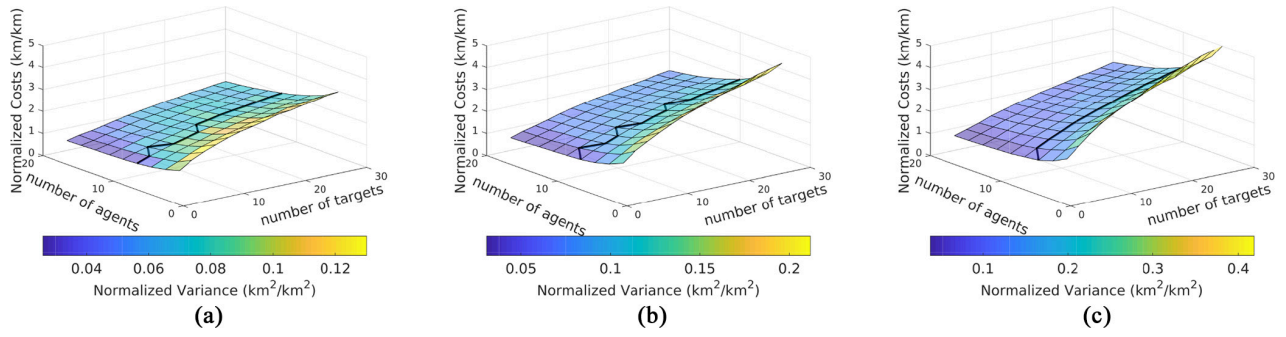 5
4
3
2
1
0
20
10
0
0
10
20
30
Normalized Costs (km/km)
number of agents
number of targets
0.04 0.06 0.08 0.1 0.12
Normalized Variance (km²/km²)
(a)
5
4
3
2
1
0
20
10
0
0
10
20
30
Normalized Costs (km/km)
number of agents
number of targets
0.05 0.1 0.15 0.2
Normalized Variance (km²/km²)
(b)
5
4
3
2
1
0
20
10
0
0
10
20
30
Normalized Costs (km/km)
number of agents
number of targets
0.1 0.2 0.3 0.4
Normalized Variance (km²/km²)
(c)